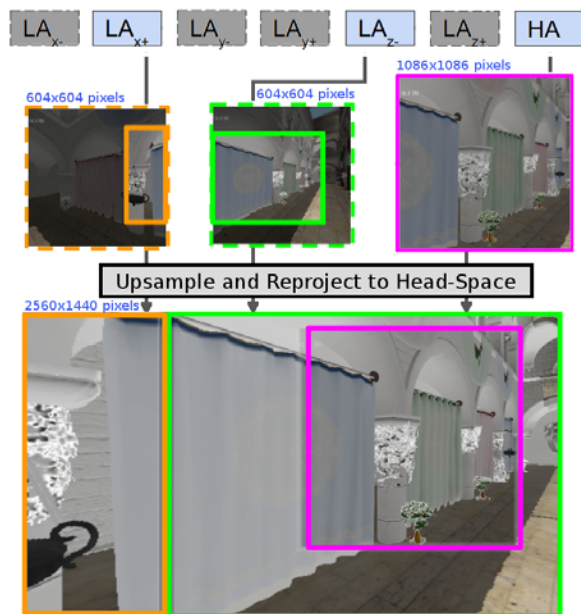 LAx- LAx+ LAy- LAy+ LAz- LAz+ HA
1086x1086 pixels
604x604 pixels 604x604 pixels
Upsample and Reproject to Head-Space
2560x1440 pixels